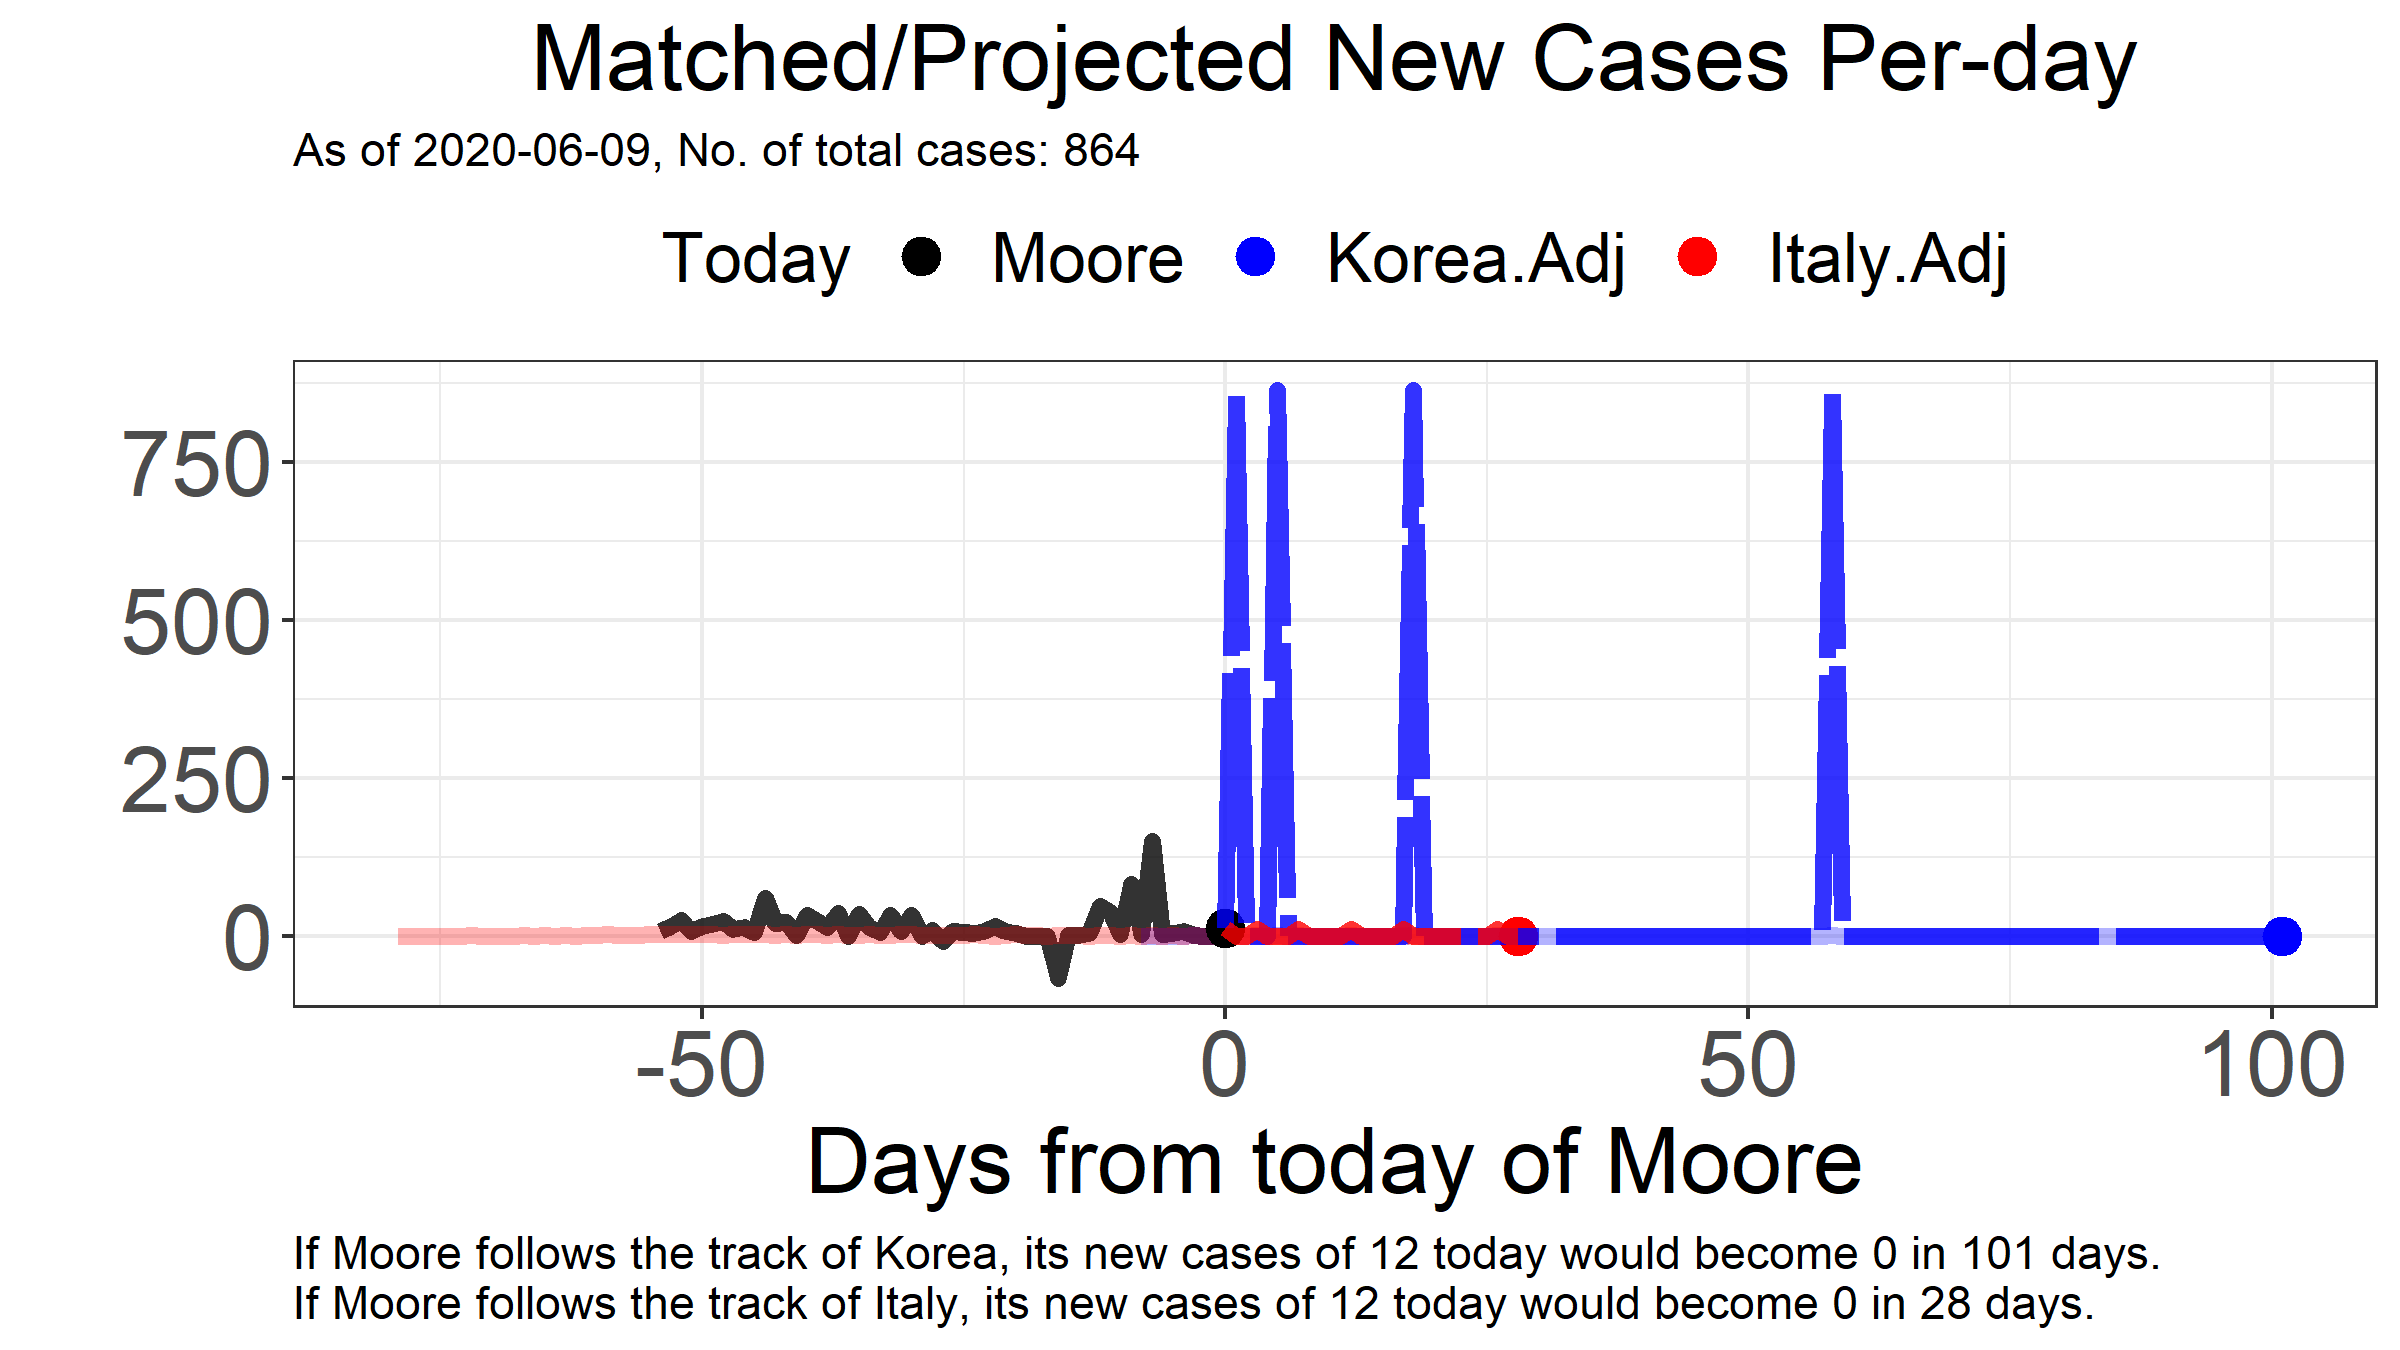 Matched/Projected New Cases Per-day
As of 2020-06-09, No. of total cases: 864
Today Moore Korea.Adj Italy.Adj
750
500
250
0
-50 0 50 100
Days from today of Moore
If Moore follows the track of Korea, its new cases of 12 today would become 0 in 101 days.
If Moore follows the track of Italy, its new cases of 12 today would become 0 in 28 days.